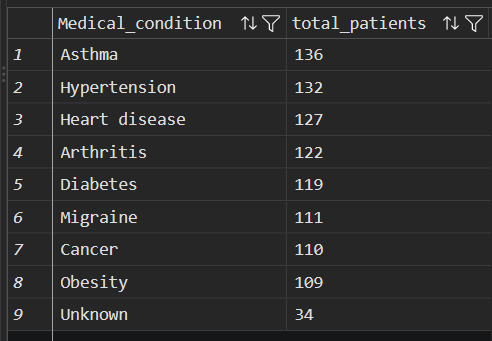 Medical_condition total_patients
1 Asthma 136
2 Hypertension 132
3 Heart disease 127
4 Arthritis 122
5 Diabetes 119
6 Migraine 111
7 Cancer 110
8 Obesity 109
9 Unknown 34